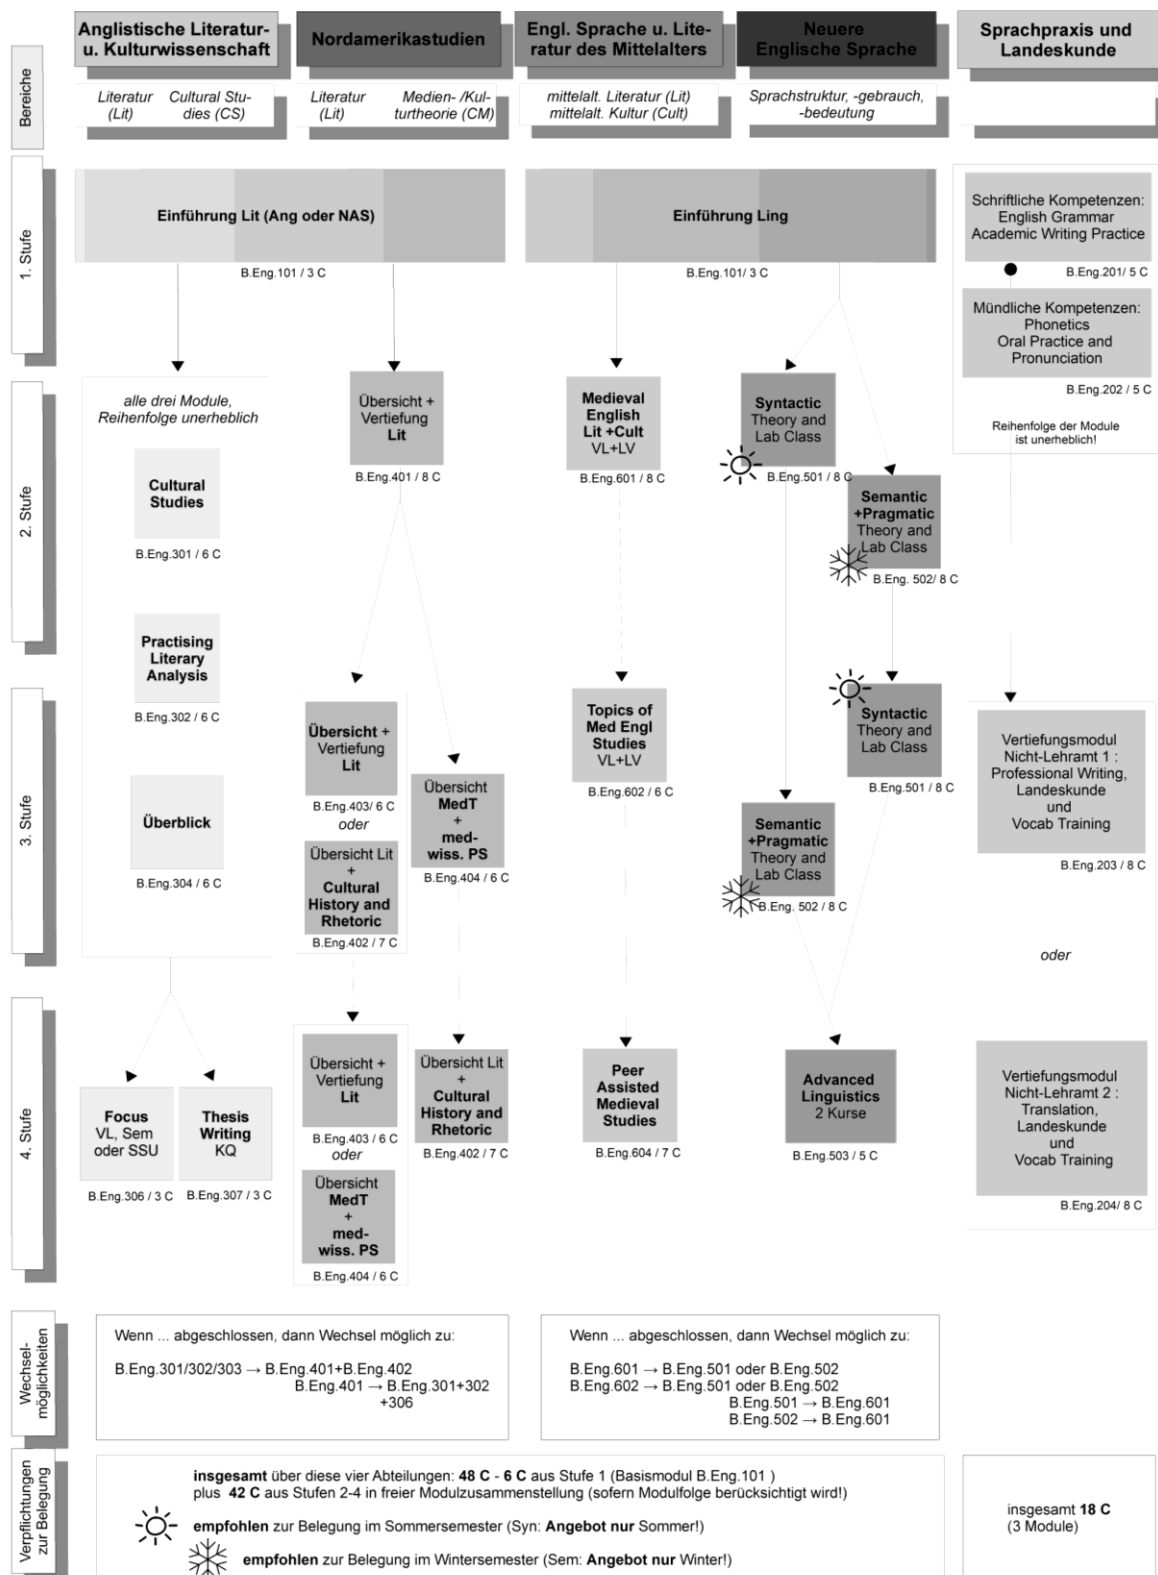 Bereiche
Anglistische Literatur-
u. Kulturwissenschaft
Nordamerikastudien
Engl. Sprache u. Lite-
ratur des Mittelalters
Neuere
Englische Sprache
Sprachpraxis und
Landeskunde
Literatur
(Lit)
Cultural Stu-
dies (CS)
Literatur
(Lit)
Medien- /Kul-
turtheorie (CM)
mittelalt. Literatur (Lit)
mittelalt. Kultur (Cult)
Sprachstruktur, -gebrauch,
-bedeutung
1. Stufe
Einführung Lit (Ang oder NAS)
B.Eng.101 / 3 C
Einführung Ling
B.Eng.101/ 3 C
Schriftliche Kompetenzen:
English Grammar
Academic Writing Practice
B.Eng.201/ 5 C
Mündliche Kompetenzen:
Phonetics
Oral Practice and
Pronunciation
B.Eng.202 / 5 C
Reihenfolge der Module
ist unerheblich!
2. Stufe
alle drei Module,
Reihenfolge unerheblich
Cultural
Studies
B.Eng.301 / 6 C
Practising
Literary
Analysis
B.Eng.302 / 6 C
Übersicht +
Vertiefung
Lit
B.Eng.401 / 8 C
Medieval
English
Lit +Cult
VL+LV
B.Eng.601 / 8 C
Syntactic
Theory and
Lab Class
B.Eng.501 / 8 C
Semantic
+Pragmatic
Theory and
Lab Class
B.Eng. 502/ 8 C
3. Stufe
Überblick
B.Eng.304 / 6 C
Übersicht +
Vertiefung
Lit
B.Eng.403/ 6 C
oder
Übersicht Lit
+
Cultural
History and
Rhetoric
B.Eng.402 / 7 C
Übersicht
MedT
+
med-
wiss. PS
B.Eng.404 / 6 C
Topics of
Med Engl
Studies
VL+LV
B.Eng.602 / 6 C
Syntactic
Theory and
Lab Class
B.Eng.501 / 8 C
Semantic
+Pragmatic
Theory and
Lab Class
B.Eng. 502 / 8 C
Vertiefungsmodul
Nicht-Lehramt 1 :
Professional Writing,
Landeskunde
und
Vocab Training
B.Eng.203 / 8 C
oder
4. Stufe
Focus
VL, Sem
oder SSU
B.Eng.306 / 3 C
Thesis
Writing
KQ
B.Eng.307 / 3 C
Übersicht +
Vertiefung
Lit
B.Eng.403 / 6 C
oder
Übersicht
MedT
+
med-
wiss. PS
B.Eng.404 / 6 C
Übersicht Lit
+
Cultural
History and
Rhetoric
B.Eng.402 / 7 C
Peer
Assisted
Medieval
Studies
B.Eng.604 / 7 C
Advanced
Linguistics
2 Kurse
B.Eng.503 / 5 C
Vertiefungsmodul
Nicht-Lehramt 2 :
Translation,
Landeskunde
und
Vocab Training
B.Eng.204/ 8 C
Wechsel-
möglichkeiten
Wenn ... abgeschlossen, dann Wechsel möglich zu:
B.Eng.301/302/303 → B.Eng.401+B.Eng.402
B.Eng.401 → B.Eng.301+302
+306
Wenn ... abgeschlossen, dann Wechsel möglich zu:
B.Eng.601 → B.Eng.501 oder B.Eng.502
B.Eng.602 → B.Eng.501 oder B.Eng.502
B.Eng.501 → B.Eng.601
B.Eng.502 → B.Eng.601
Verpflichtungen
zur Belegung
insgesamt über diese vier Abteilungen: 48 C - 6 C aus Stufe 1 (Basismodul B.Eng.101 )
plus 42 C aus Stufen 2-4 in freier Modulzusammenstellung (sofern Modulfolge berücksichtigt wird!)
empfohlen zur Belegung im Sommersemester (Syn: Angebot nur Sommer!)
empfohlen zur Belegung im Wintersemester (Sem: Angebot nur Winter!)
insgesamt 18 C
(3 Module)